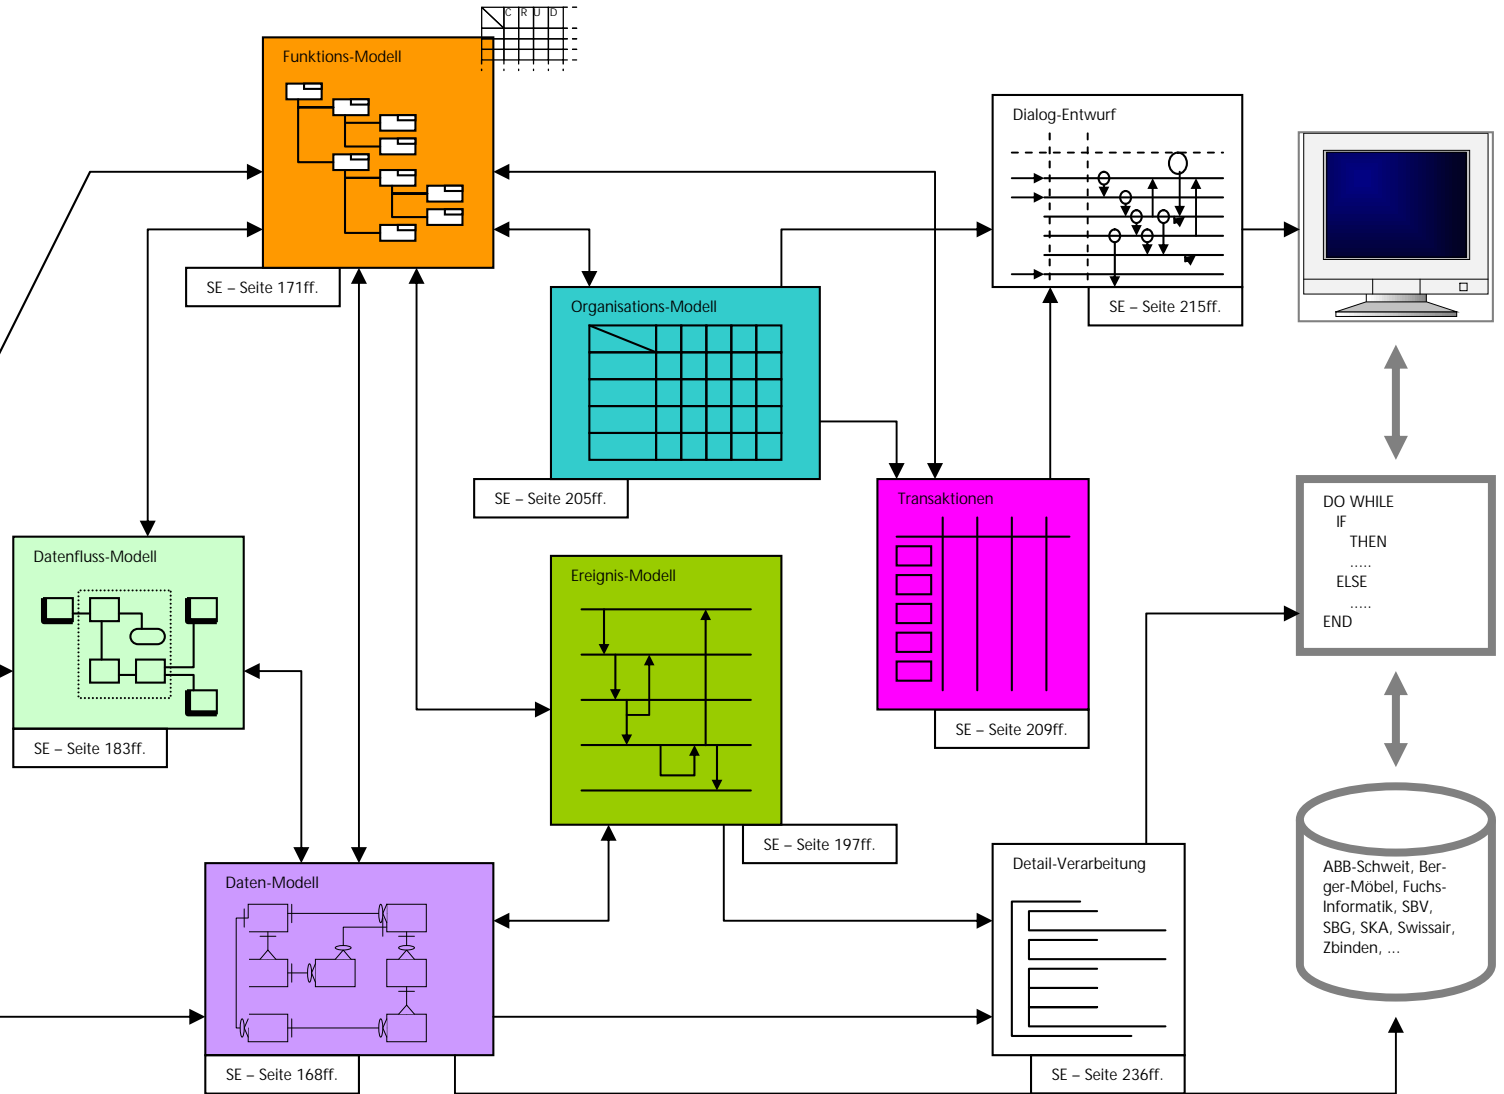 C R U D
Funktions-Modell
SE – Seite 171ff.
Dialog-Entwurf
SE – Seite 215ff.
Organisations-Modell
SE – Seite 205ff.
Transaktionen
SE – Seite 209ff.
DO WHILE
IF
THEN
.....
ELSE
.....
END
Datenfluss-Modell
SE – Seite 183ff.
Ereignis-Modell
SE – Seite 197ff.
Daten-Modell
SE – Seite 168ff.
Detail-Verarbeitung
SE – Seite 236ff.
ABB-Schweit, Ber-
ger-Möbel, Fuchs-
Informatik, SBV,
SBG, SKA, Swissair,
Zbinden, ...